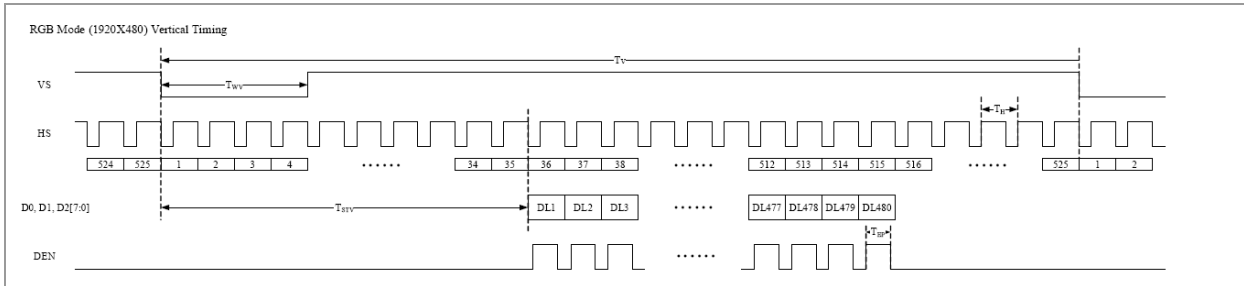 RGB Mode (1920X480) Vertical Timing
Tv
VS
TWV
TH
HS
524 525 1 2 3 4 ...... 34 35 36 37 38 ...... 512 513 514 515 516 ...... 525 1 2
D0, D1, D2[7:0]
TSTV
DL1 DL2 DL3 ...... DL477 DL478 DL479 DL480
TEP
DEN ......